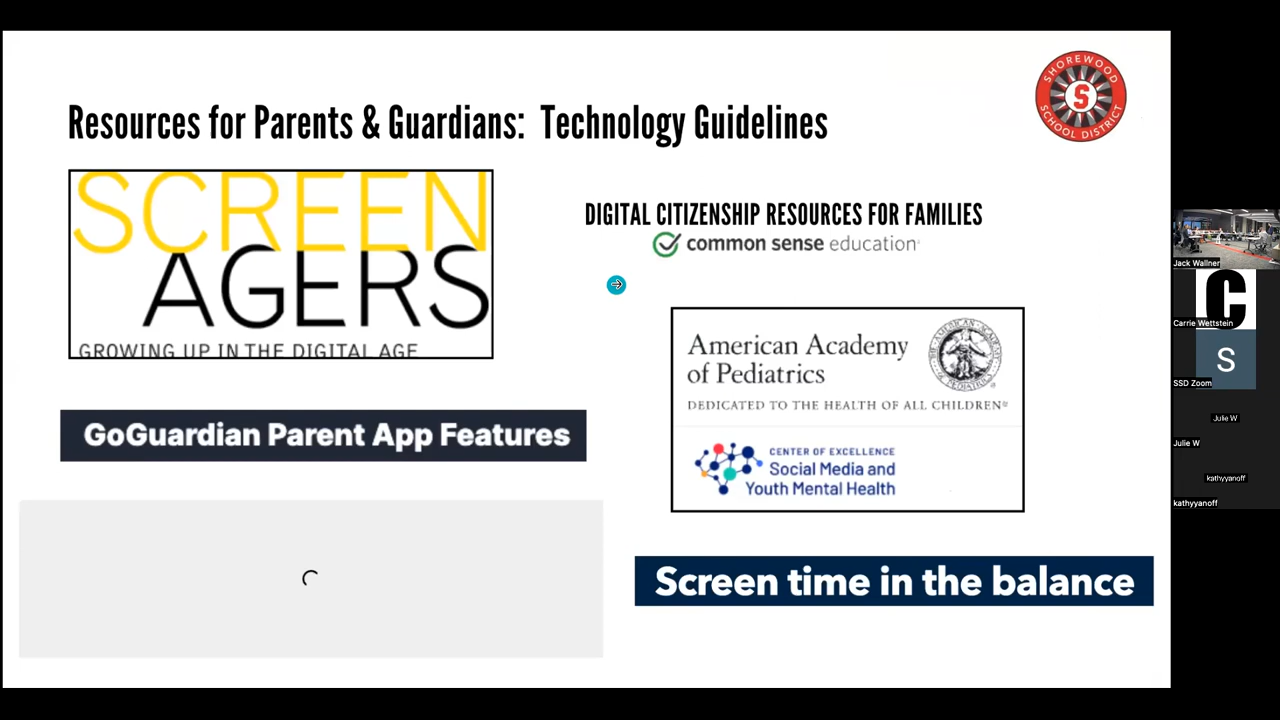 Resources for Parents & Guardians: Technology Guidelines
SHOREWOOD
S
SCHOOL DISTRICT
SCREEN
AGERS
GROWING UP IN THE DIGITAL AGE
DIGITAL CITIZENSHIP RESOURCES FOR FAMILIES
common sense education
American Academy
of Pediatrics
DEDICATED TO THE HEALTH OF ALL CHILDREN®
CENTER OF EXCELLENCE
Social Media and
Youth Mental Health
GoGuardian Parent App Features
Screen time in the balance
Jack Wallner
C
Carrie Wettstein
S
SSD Zoom
Julie W
Julie W
kathyyanoff
kathyyanoff